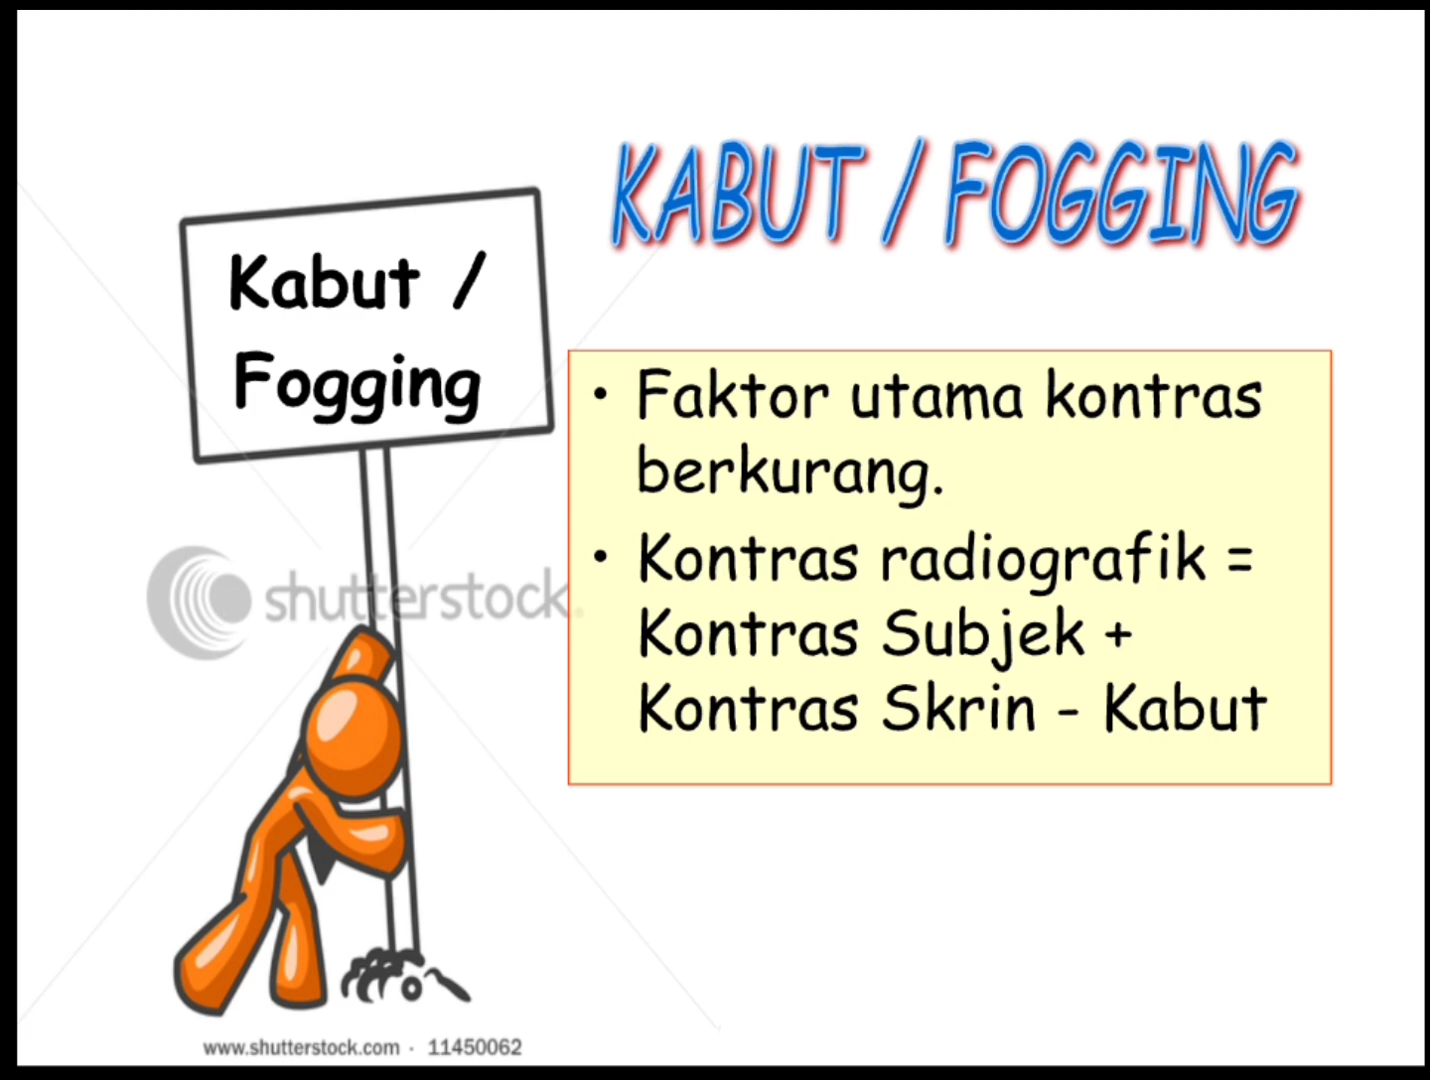 KABUT / FOGGING
Kabut /
Fogging
• Faktor utama kontras
berkurang.
• Kontras radiografik =
Kontras Subjek +
Kontras Skrin - Kabut
shutterstock.
www.shutterstock.com · 11450062